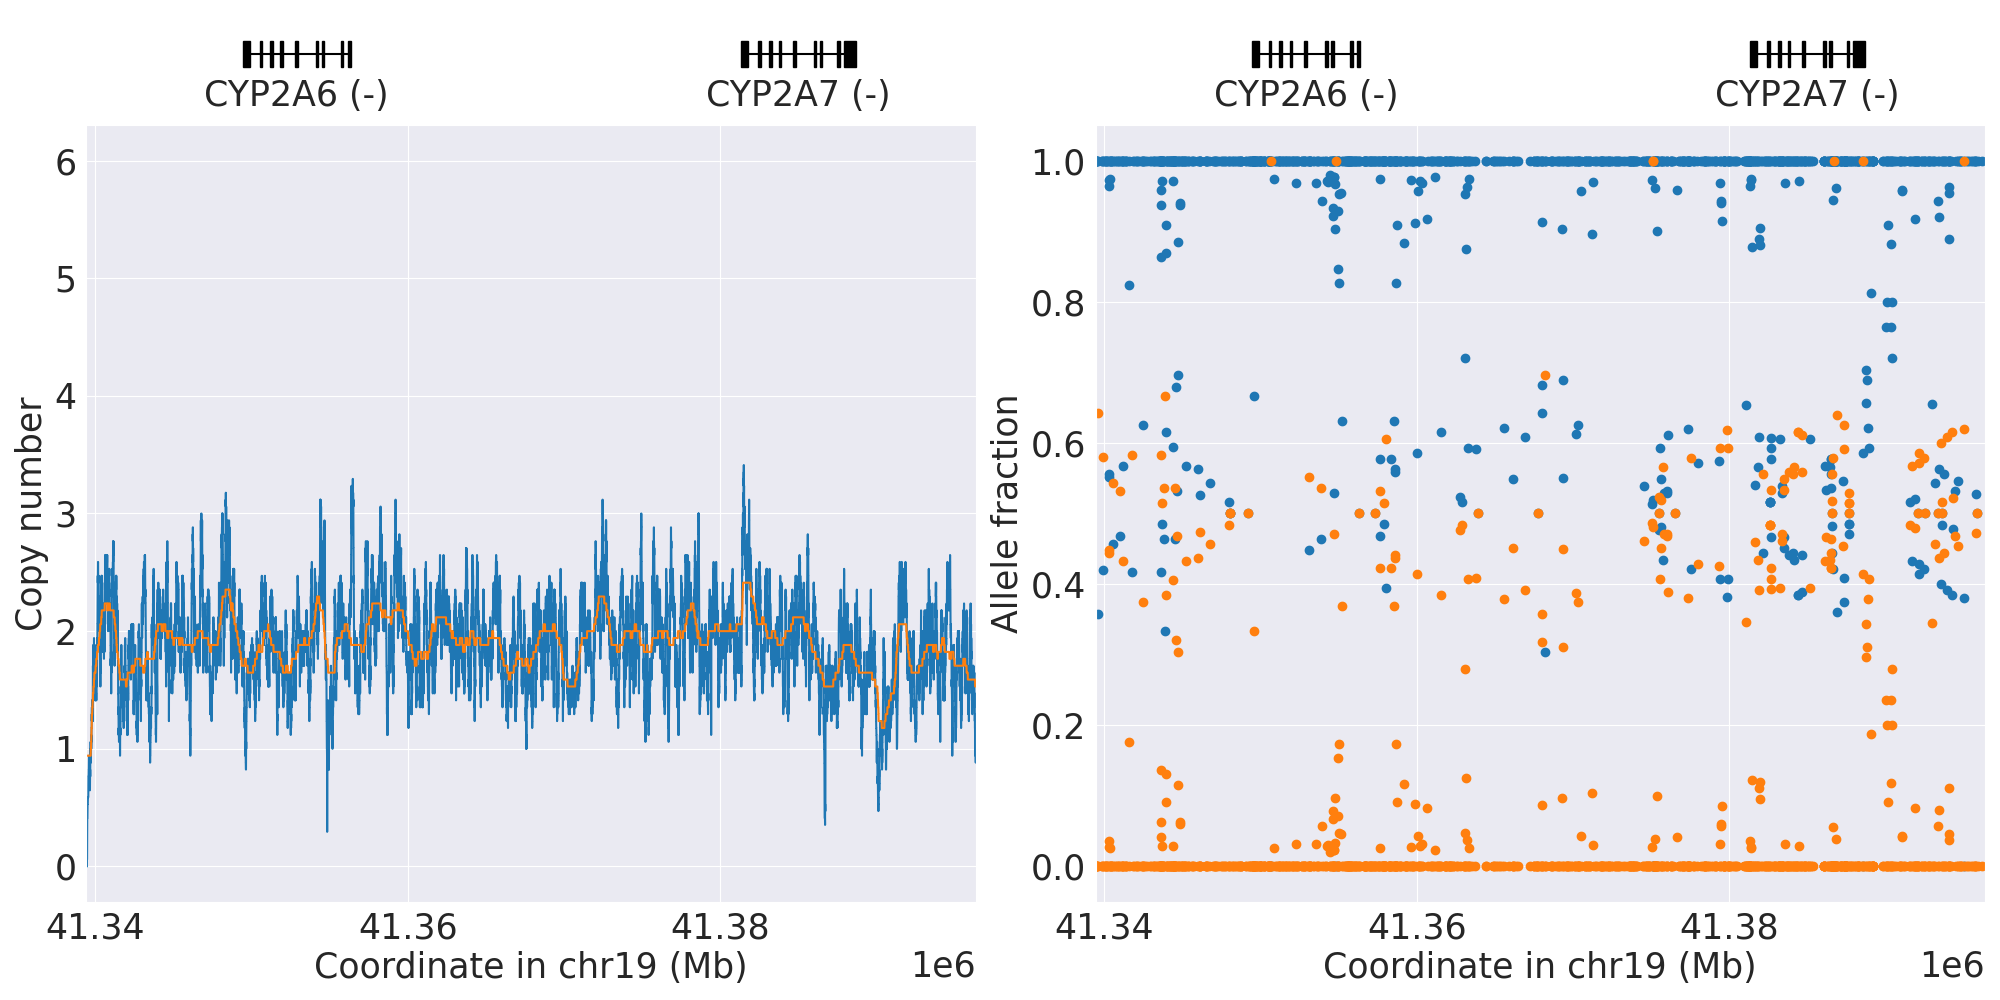 CYP2A6 (-)
CYP2A7 (-)
Copy number
6
5
4
3
2
1
0
41.34
41.36
41.38
Coordinate in chr19 (Mb)
1e6
CYP2A6 (-)
CYP2A7 (-)
Allele fraction
1.0
0.8
0.6
0.4
0.2
0.0
41.34
41.36
41.38
Coordinate in chr19 (Mb)
1e6